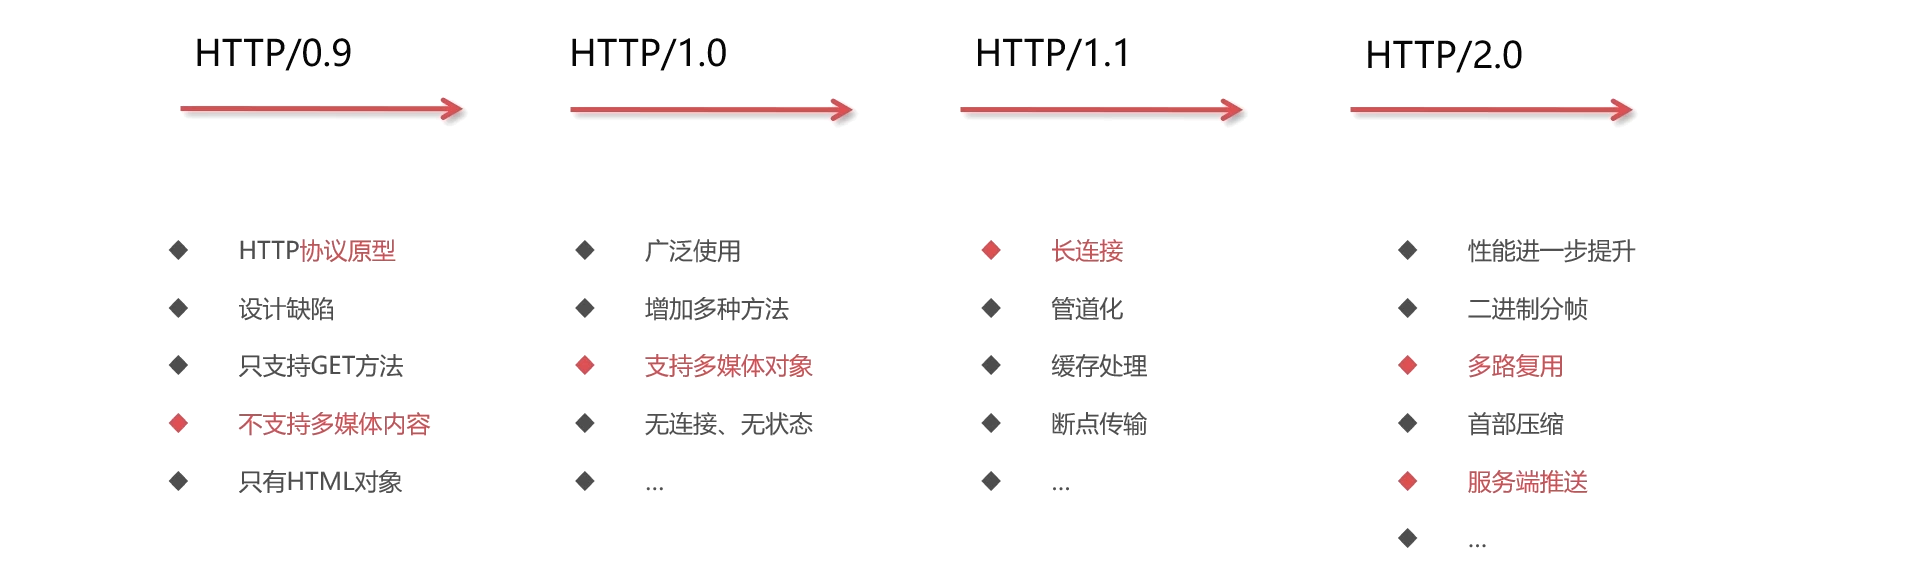 HTTP/0.9
HTTP协议原型
设计缺陷
只支持GET方法
不支持多媒体内容
只有HTML对象
HTTP/1.0
广泛使用
增加多种方法
支持多媒体对象
无连接、无状态
...
HTTP/1.1
长连接
管道化
缓存处理
断点传输
...
HTTP/2.0
性能进一步提升
二进制分帧
多路复用
首部压缩
服务端推送
...